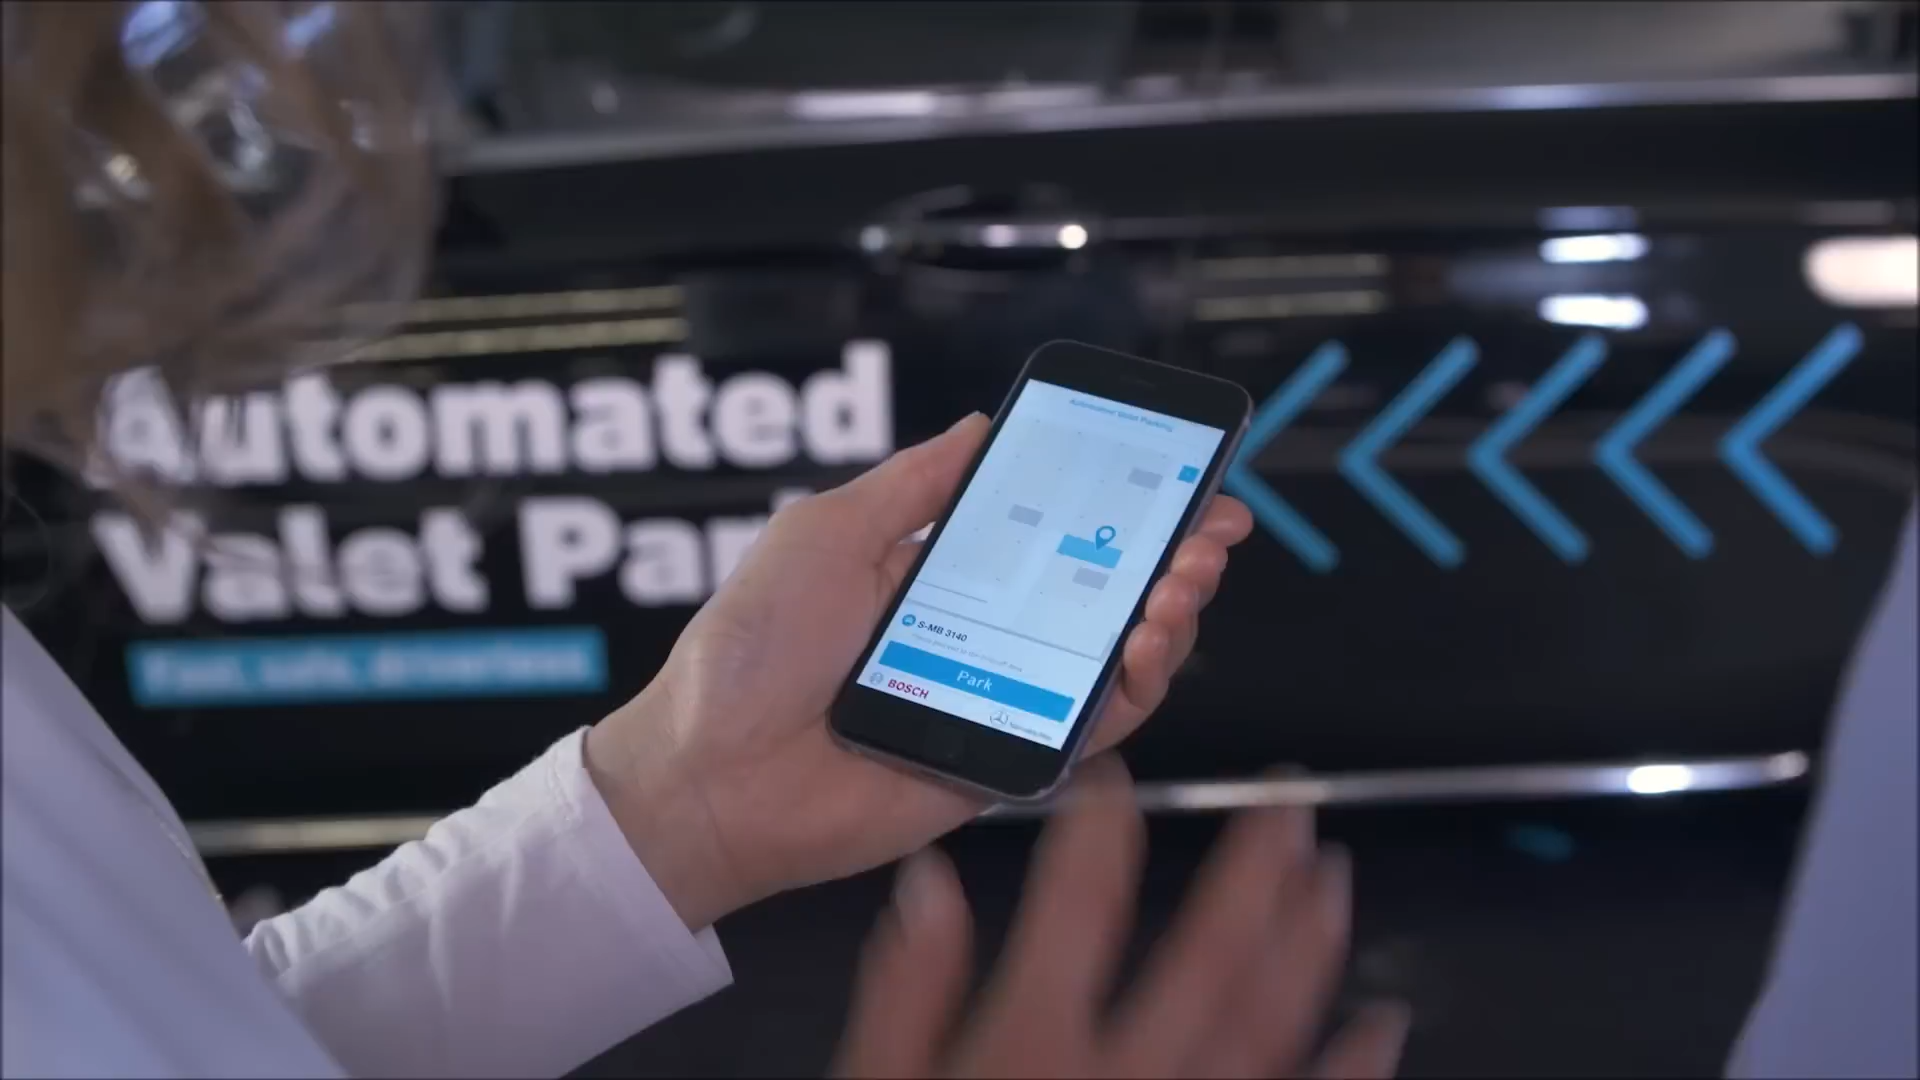 Automated
Valet Par
Fast, safe, driverless.
Automated Valet Parking
S-MB 3140
Park
BOSCH